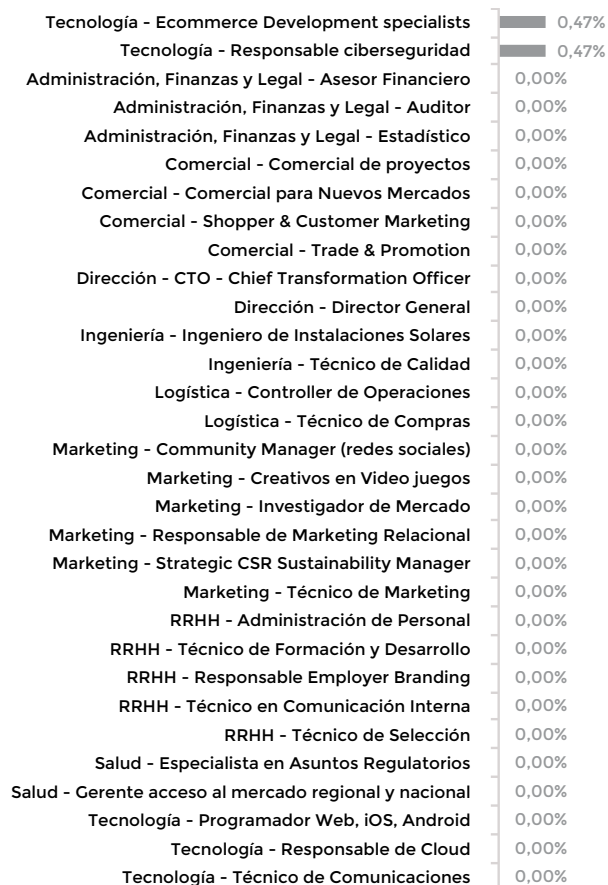 Tecnología - Ecommerce Development specialists 0,47%
Tecnología - Responsable ciberseguridad 0,47%
Administración, Finanzas y Legal - Asesor Financiero 0,00%
Administración, Finanzas y Legal - Auditor 0,00%
Administración, Finanzas y Legal - Estadístico 0,00%
Comercial - Comercial de proyectos 0,00%
Comercial - Comercial para Nuevos Mercados 0,00%
Comercial - Shopper & Customer Marketing 0,00%
Comercial - Trade & Promotion 0,00%
Dirección - CTO - Chief Transformation Officer 0,00%
Dirección - Director General 0,00%
Ingeniería - Ingeniero de Instalaciones Solares 0,00%
Ingeniería - Técnico de Calidad 0,00%
Logística - Controller de Operaciones 0,00%
Logística - Técnico de Compras 0,00%
Marketing - Community Manager (redes sociales) 0,00%
Marketing - Creativos en Video juegos 0,00%
Marketing - Investigador de Mercado 0,00%
Marketing - Responsable de Marketing Relacional 0,00%
Marketing - Strategic CSR Sustainability Manager 0,00%
Marketing - Técnico de Marketing 0,00%
RRHH - Administración de Personal 0,00%
RRHH - Técnico de Formación y Desarrollo 0,00%
RRHH - Responsable Employer Branding 0,00%
RRHH - Técnico en Comunicación Interna 0,00%
RRHH - Técnico de Selección 0,00%
Salud - Especialista en Asuntos Regulatorios 0,00%
Salud - Gerente acceso al mercado regional y nacional 0,00%
Tecnología - Programador Web, iOS, Android 0,00%
Tecnología - Responsable de Cloud 0,00%
Tecnología - Técnico de Comunicaciones 0,00%